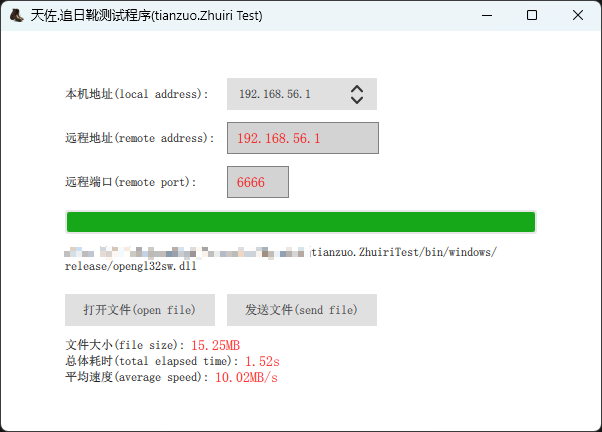 天佐.追日靴测试程序(tianzuo.Zhuiri Test)
本机地址(local address): 192.168.56.1
远程地址(remote address): 192.168.56.1
远程端口(remote port): 6666
tianzuo.ZhuiriTest/bin/windows/
release/opengl32sw.dll
打开文件(open file) 发送文件(send file)
文件大小(file size): 15.25MB
总体耗时(total elapsed time): 1.52s
平均速度(average speed): 10.02MB/s